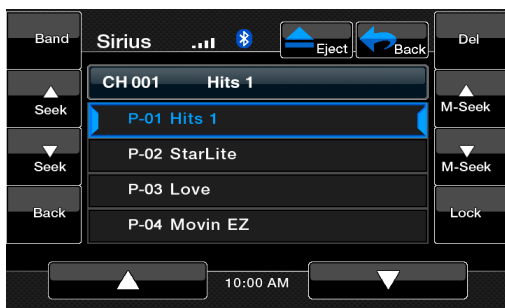 Band
Sirius
Eject
Back
Del
CH 001 Hits 1
Seek
M-Seek
P-01 Hits 1
P-02 StarLite
Seek
M-Seek
P-03 Love
Back
P-04 Movin EZ
Lock
10:00 AM